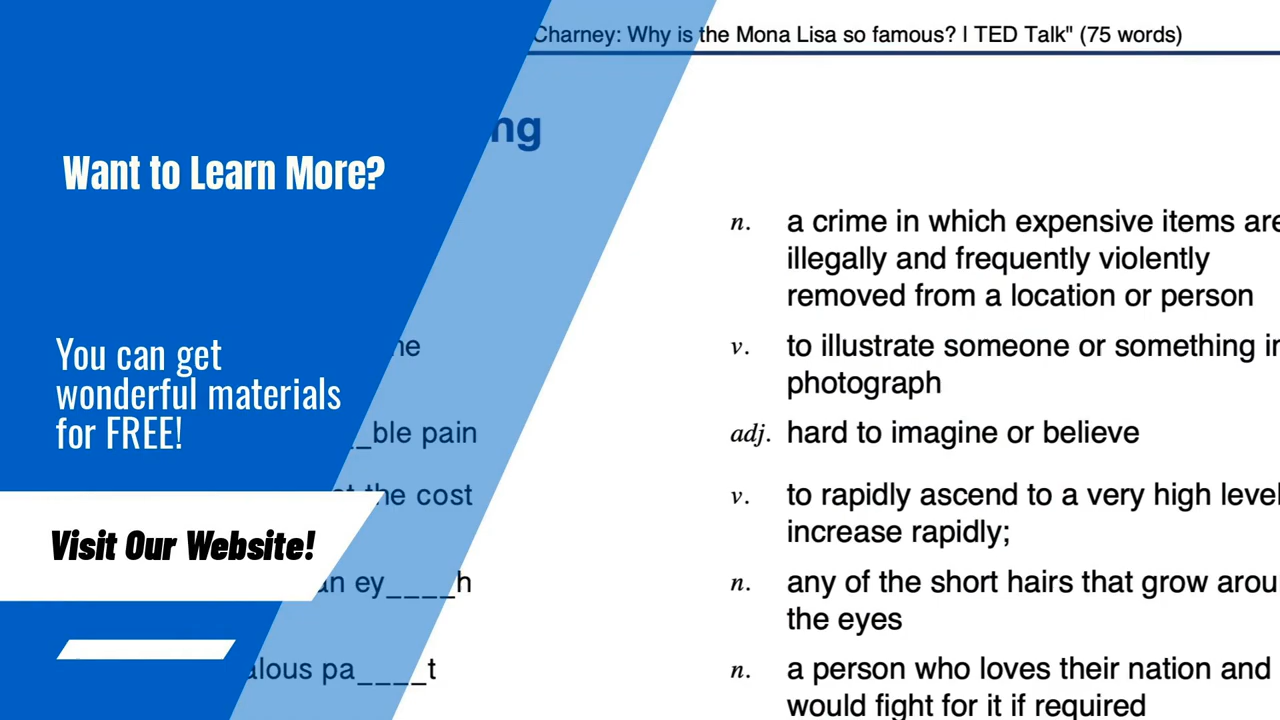 Charney: Why is the Mona Lisa so famous? | TED Talk" (75 words)
ng
Want to Learn More?
You can get
wonderful materials
for FREE!
Visit Our Website!
n. a crime in which expensive items are
illegally and frequently violently
removed from a location or person
he
v. to illustrate someone or something in
photograph
__ble pain
adj. hard to imagine or believe
the cost
v. to rapidly ascend to a very high level
increase rapidly;
an ey____h
n. any of the short hairs that grow arou
the eyes
alous pa____t
n. a person who loves their nation and
would fight for it if required